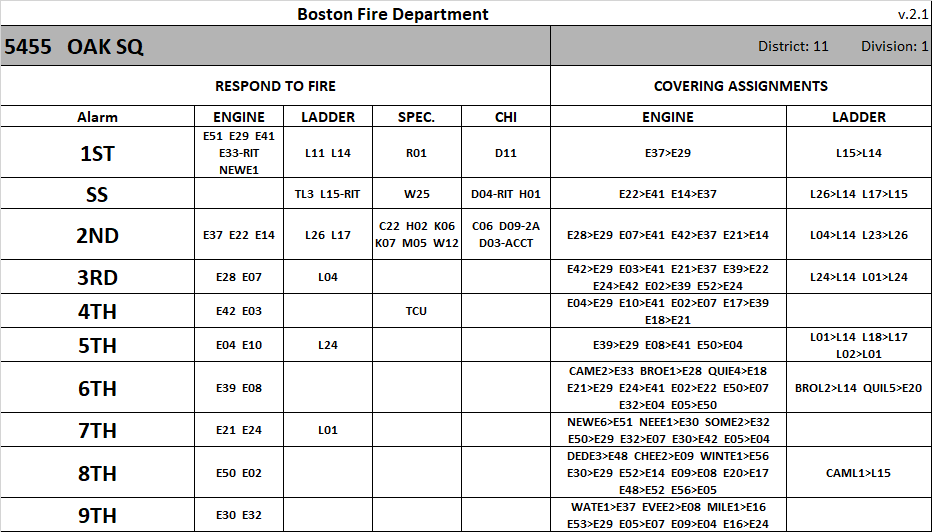 Boston Fire Department v.2.1
5455 OAK SQ District: 11 Division: 1
RESPOND TO FIRE COVERING ASSIGNMENTS
Alarm ENGINE LADDER SPEC. CHI ENGINE LADDER
E51 E29 E41
1ST E33-RIT L11 L14 R01 D11 E37>E29 L15>L14
NEWE1
SS TL3 L15-RIT W25 D04-RIT H01 E22>E41 E14>E37 L26>L14 L17>L15
C22 H02 K06 C06 D09-2A
2ND E37 E22 E14 L26 L17 E28>E29 E07>E41 E42>E37 E21>E14 L04>L14 L23>L26
K07 M05 W12 D03-ACCT
E42>E29 E03>E41 E21>E37 E39>E22
3RD E28 E07 L04 L24>L14 L01>L24
E24>E42 E02>E39 E52>E24
E04>E29 E10>E41 E02>E07 E17>E39
4TH E42 E03 TCU
E18>E21
L01>L14 L18>L17
5TH E04 E10 L24 E39>E29 E08>E41 E50>E04
L02>L01
CAME2>E33 BROE1>E28 QUIE4>E18
6TH E39 E08 E21>E29 E24>E41 E02>E22 E50>E07 BROL2>L14 QUIL5>E20
E32>E04 E05>E50
NEWE6>E51 NEEE1>E30 SOME2>E32
7TH E21 E24 L01
E50>E29 E32>E07 E30>E42 E05>E04
DEDE3>E48 CHEE2>E09 WINTE1>E56
8TH E50 E02 E30>E29 E52>E14 E09>E08 E20>E17 CAML1>L15
E48>E52 E56>E05
WATE1>E37 EVEE2>E08 MILE1>E16
9TH E30 E32
E53>E29 E05>E07 E09>E04 E16>E24